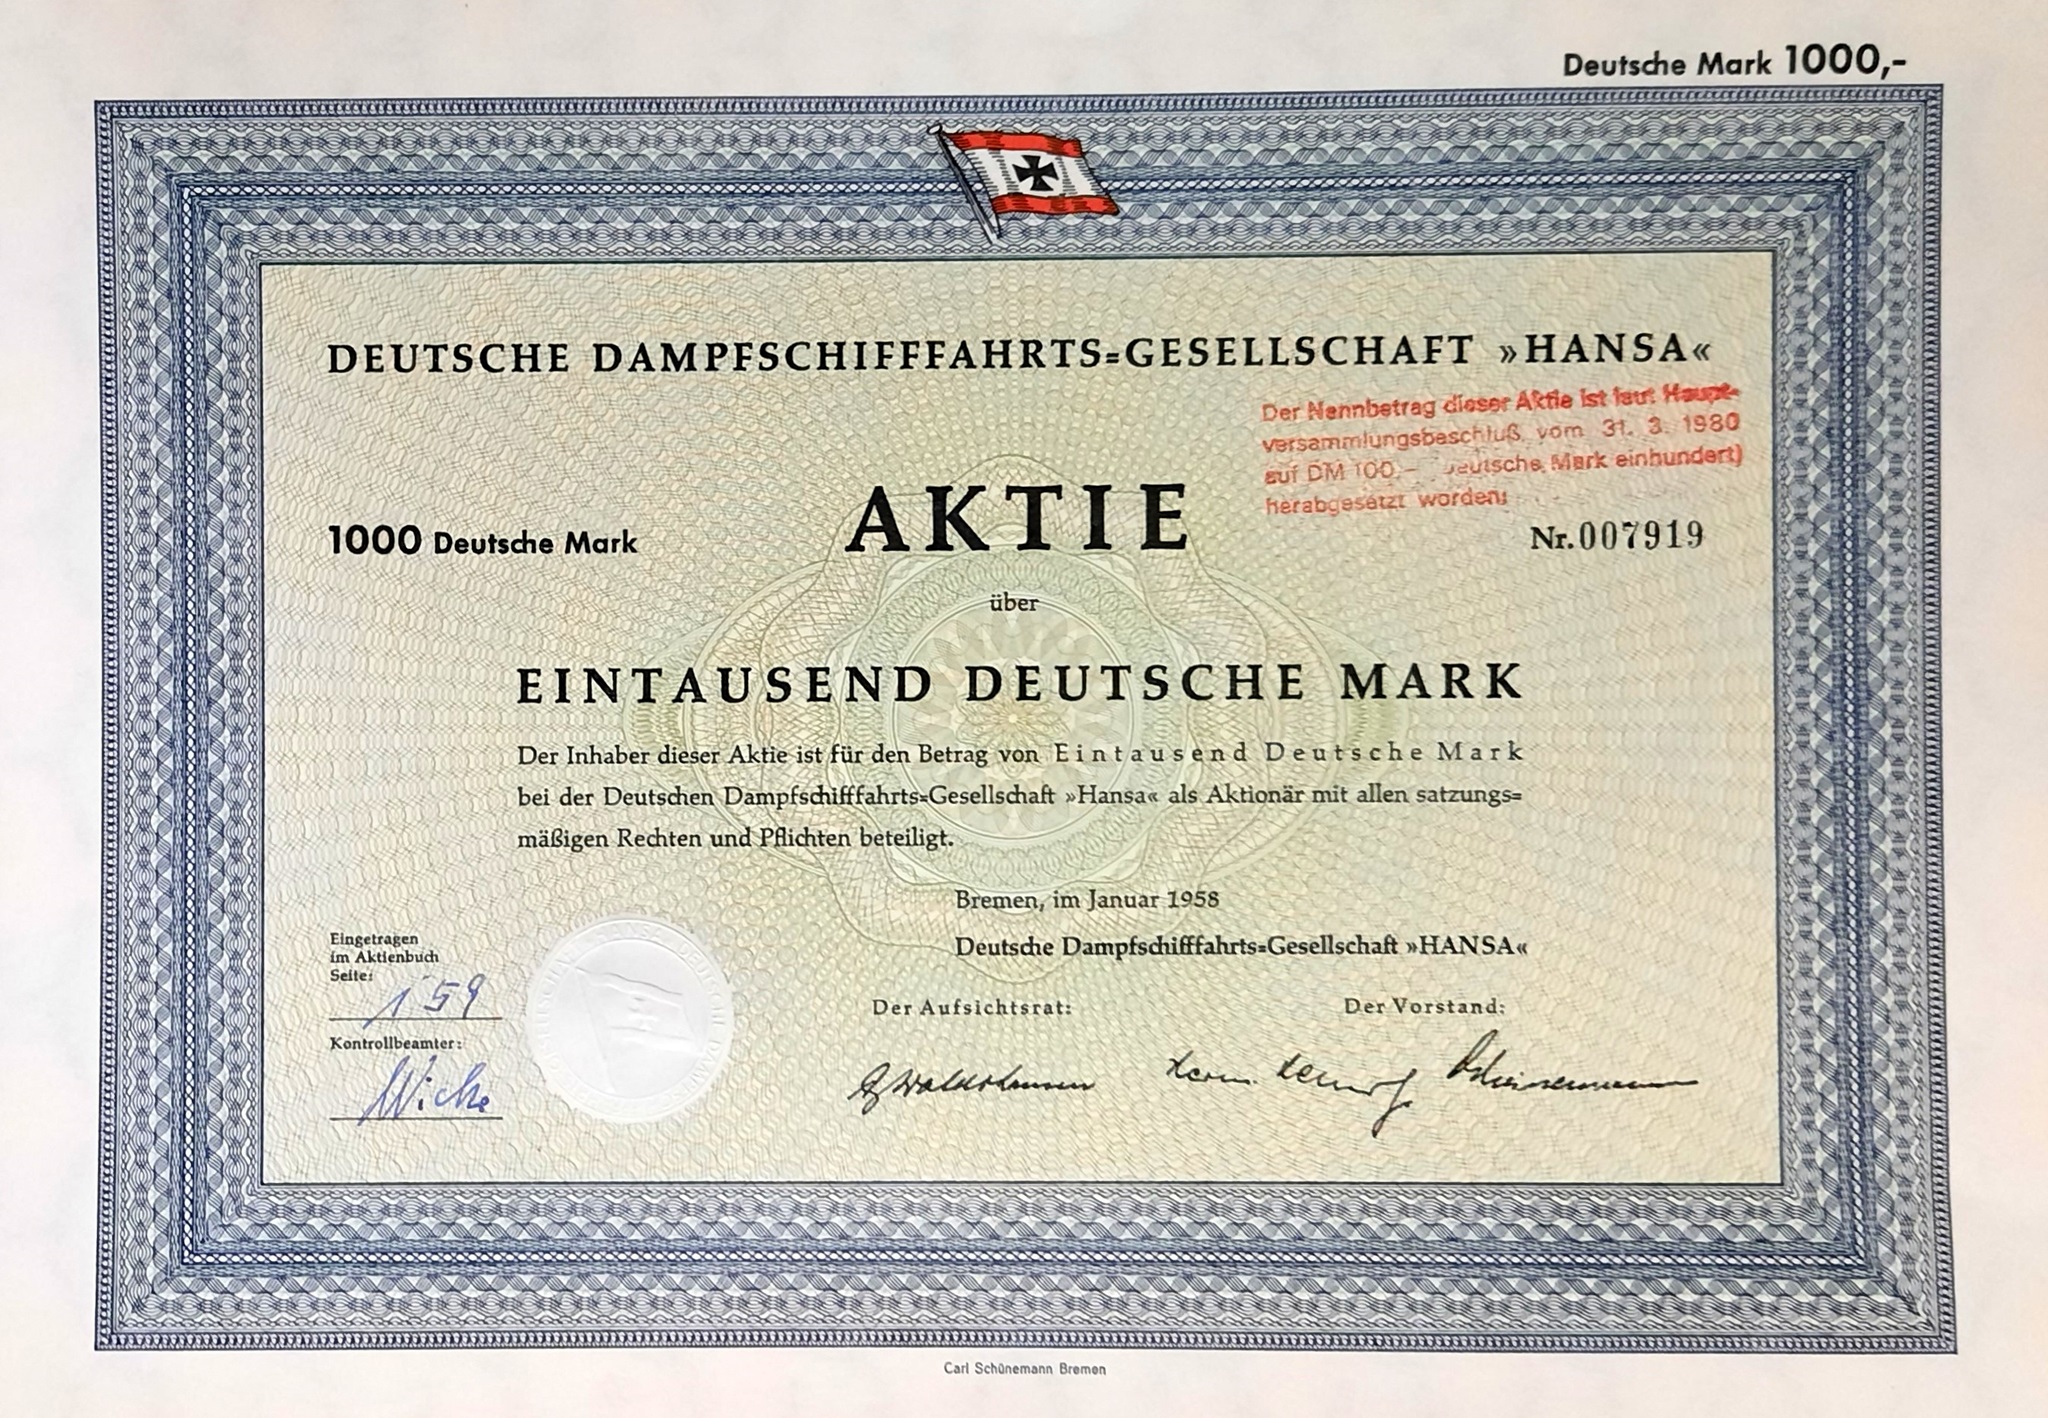 Deutsche Mark 1000,-
DEUTSCHE DAMPFSCHIFFFAHRTS=GESELLSCHAFT »HANSA«
Der Nennbetrag dieser Aktie ist laut Haupt-
versammlungsbeschluß vom 31. 3. 1980
auf DM 100,- Deutsche Mark einhundert)
herabgesetzt worden
1000 Deutsche Mark
AKTIE
Nr. 007919
über
EINTAUSEND DEUTSCHE MARK
Der Inhaber dieser Aktie ist für den Betrag von Eintausend Deutsche Mark
bei der Deutschen Dampfschifffahrts=Gesellschaft »Hansa« als Aktionär mit allen satzungs=
mäßigen Rechten und Pflichten beteiligt.
Bremen, im Januar 1958
Deutsche Dampfschifffahrts=Gesellschaft »HANSA«
Eingetragen
im Aktienbuch
Seite:
159
Kontrollbeamter:
Der Aufsichtsrat:
Der Vorstand:
Carl Schünemann Bremen